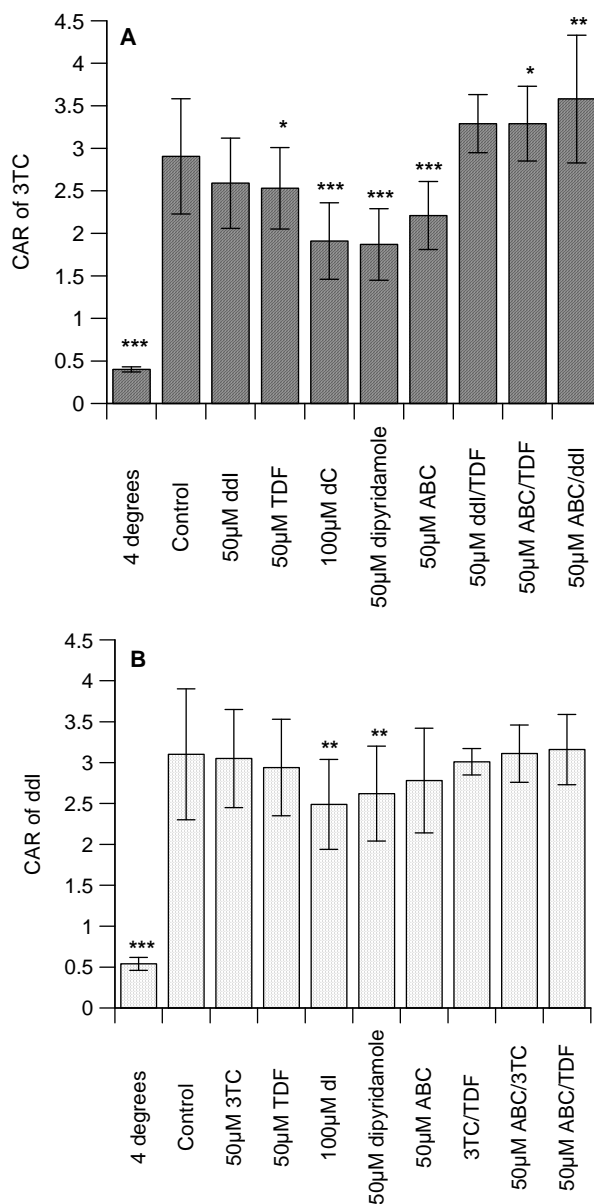 A
CAR of 3TC
4.5
4
3.5
3
2.5
2
1.5
1
0.5
0
***
*
***
***
***
*
**
4 degrees
Control
50µM ddI
50µM TDF
100µM dC
50µM dipyridamole
50µM ABC
50µM ddI/TDF
50µM ABC/TDF
50µM ABC/ddI
B
CAR of ddI
4.5
4
3.5
3
2.5
2
1.5
1
0.5
0
***
**
**
4 degrees
Control
50µM 3TC
50µM TDF
100µM dI
50µM dipyridamole
50µM ABC
3TC/TDF
50µM ABC/3TC
50µM ABC/TDF